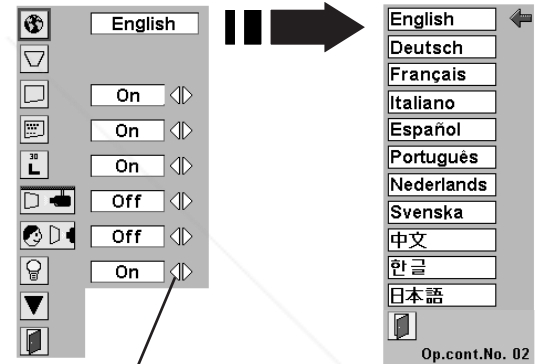 English
On
On
30
L
On
Off
Off
On
English
Deutsch
Français
Italiano
Español
Português
Nederlands
Svenska
中文
한글
日本語
Op.cont.No. 02